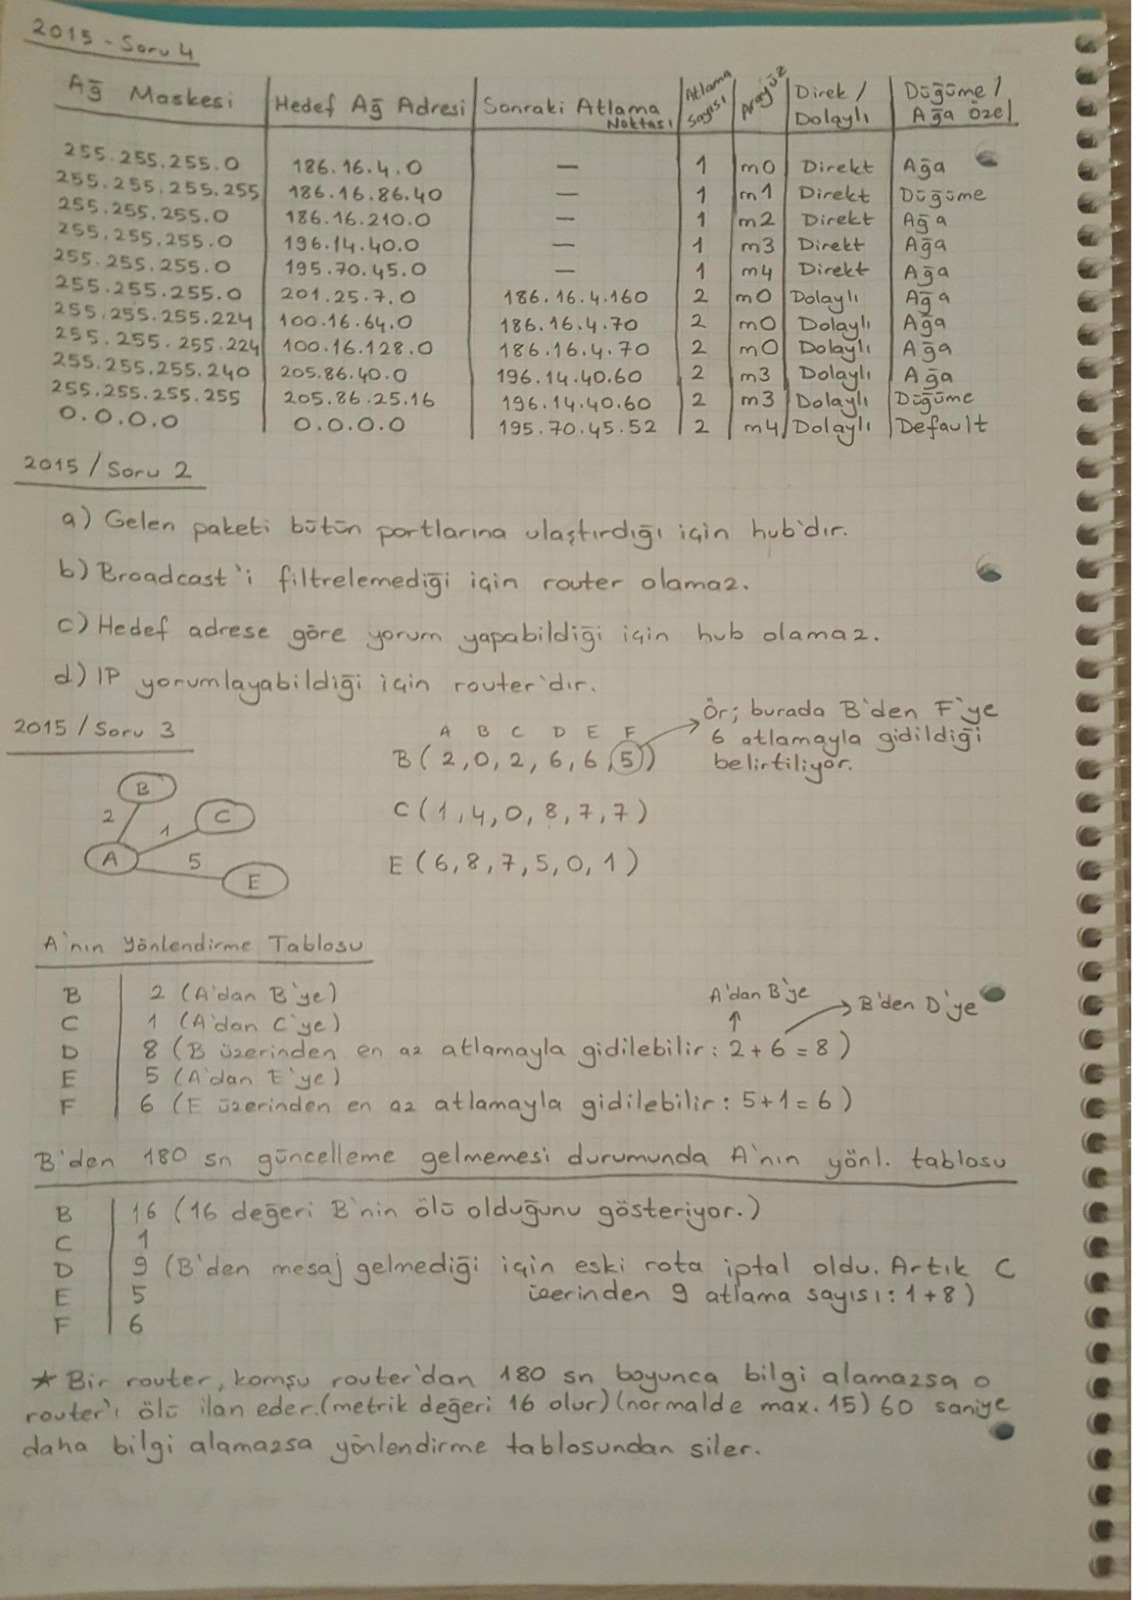 2015 - Soru 4
Ağ Maskesi | Hedef Ağ Adresi | Sonraki Atlama Noktası | Atlama Sayısı | Arayüz | Direk / Dolaylı | Düğüme / Ağa Özel
255.255.255.0 | 186.16.4.0 | — | 1 | m0 | Direkt | Ağa
255.255.255.255 | 186.16.86.40 | — | 1 | m1 | Direkt | Düğüme
255.255.255.0 | 186.16.210.0 | — | 1 | m2 | Direkt | Ağa
255.255.255.0 | 196.14.40.0 | — | 1 | m3 | Direkt | Ağa
255.255.255.0 | 195.70.45.0 | — | 1 | m4 | Direkt | Ağa
255.255.255.0 | 201.25.7.0 | 186.16.4.160 | 2 | m0 | Dolaylı | Ağa
255.255.255.224 | 100.16.64.0 | 186.16.4.70 | 2 | m0 | Dolaylı | Ağa
255.255.255.224 | 100.16.128.0 | 186.16.4.70 | 2 | m0 | Dolaylı | Ağa
255.255.255.240 | 205.86.40.0 | 196.14.40.60 | 2 | m3 | Dolaylı | Ağa
255.255.255.255 | 205.86.25.16 | 196.14.40.60 | 2 | m3 | Dolaylı | Düğüme
0.0.0.0 | 0.0.0.0 | 195.70.45.52 | 2 | m4 | Dolaylı | Default
2015 / Soru 2
a) Gelen paketi bütün portlarına ulaştırdığı için hub'dır.
b) Broadcast'i filtrelemediği için router olamaz.
c) Hedef adrese göre yorum yapabildiği için hub olamaz.
d) IP yorumlayabildiği için router'dır.
2015 / Soru 3
B
2
C
1
A
5
E
A B C D E F
B ( 2, 0, 2, 6, 6, 5 )
C ( 1, 4, 0, 8, 7, 7 )
E ( 6, 8, 7, 5, 0, 1 )
Ör; burada B'den F'ye
6 atlamayla gidildiği
belirtiliyor.
A'nın Yönlendirme Tablosu
B | 2 (A'dan B'ye)
C | 1 (A'dan C'ye)
A'dan B'ye
B'den D'ye
D | 8 (B üzerinden en az atlamayla gidilebilir : 2 + 6 = 8 )
E | 5 (A'dan E'ye)
F | 6 (E üzerinden en az atlamayla gidilebilir : 5+1=6 )
B'den 180 sn güncelleme gelmemesi durumunda A'nın yönl. tablosu
B | 16 (16 değeri B'nin ölü olduğunu gösteriyor.)
C | 1
D | 9 (B'den mesaj gelmediği için eski rota iptal oldu. Artık C
üzerinden 9 atlama sayısı : 1+8 )
E | 5
F | 6
★ Bir router, komşu router'dan 180 sn boyunca bilgi alamazsa o
router'ı ölü ilan eder. (metrik değeri 16 olur) (normalde max. 15) 60 saniye
daha bilgi alamazsa yönlendirme tablosundan siler.